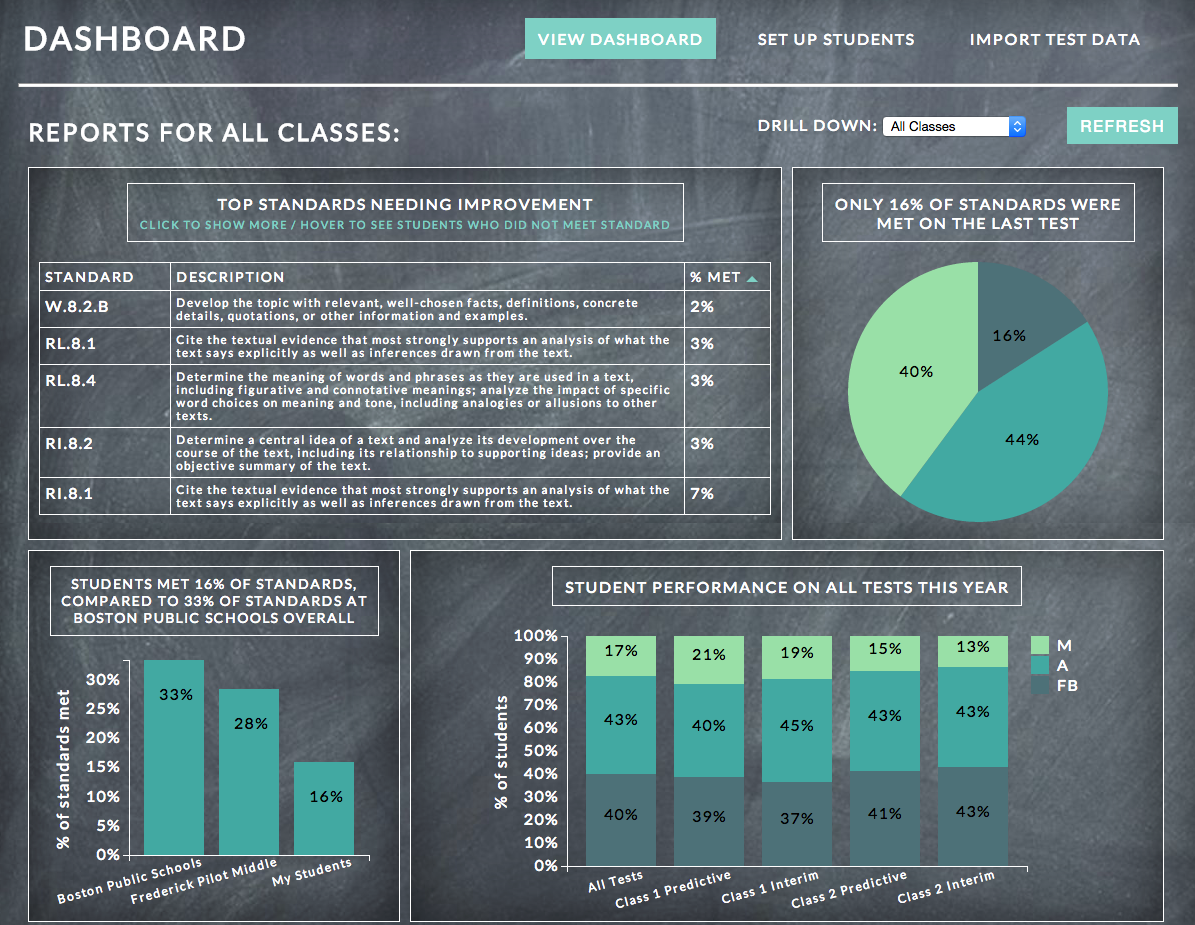 DASHBOARD
VIEW DASHBOARD
SET UP STUDENTS
IMPORT TEST DATA
REPORTS FOR ALL CLASSES:
DRILL DOWN:
All Classes
REFRESH
TOP STANDARDS NEEDING IMPROVEMENT
CLICK TO SHOW MORE / HOVER TO SEE STUDENTS WHO DID NOT MEET STANDARD
STANDARD DESCRIPTION % MET
W.8.2.B
Develop the topic with relevant, well-chosen facts, definitions, concrete
details, quotations, or other information and examples.
2%
RL.8.1
Cite the textual evidence that most strongly supports an analysis of what the
text says explicitly as well as inferences drawn from the text.
3%
RL.8.4
Determine the meaning of words and phrases as they are used in a text,
including figurative and connotative meanings; analyze the impact of specific
word choices on meaning and tone, including analogies or allusions to other
texts.
3%
RI.8.2
Determine a central idea of a text and analyze its development over the
course of the text, including its relationship to supporting ideas; provide an
objective summary of the text.
3%
RI.8.1
Cite the textual evidence that most strongly supports an analysis of what the
text says explicitly as well as inferences drawn from the text.
7%
ONLY 16% OF STANDARDS WERE
MET ON THE LAST TEST
16%
40%
44%
STUDENTS MET 16% OF STANDARDS,
COMPARED TO 33% OF STANDARDS AT
BOSTON PUBLIC SCHOOLS OVERALL
% of standards met
30%
25%
20%
15%
10%
5%
0%
33%
28%
16%
Boston Public Schools
Frederick Pilot Middle
My Students
STUDENT PERFORMANCE ON ALL TESTS THIS YEAR
% of students
100%
90%
80%
70%
60%
50%
40%
30%
20%
10%
0%
17% 21% 19% 15% 13%
43% 40% 45% 43% 43%
40% 39% 37% 41% 43%
All Tests
Class 1 Predictive
Class 1 Interim
Class 2 Predictive
Class 2 Interim
M
A
FB